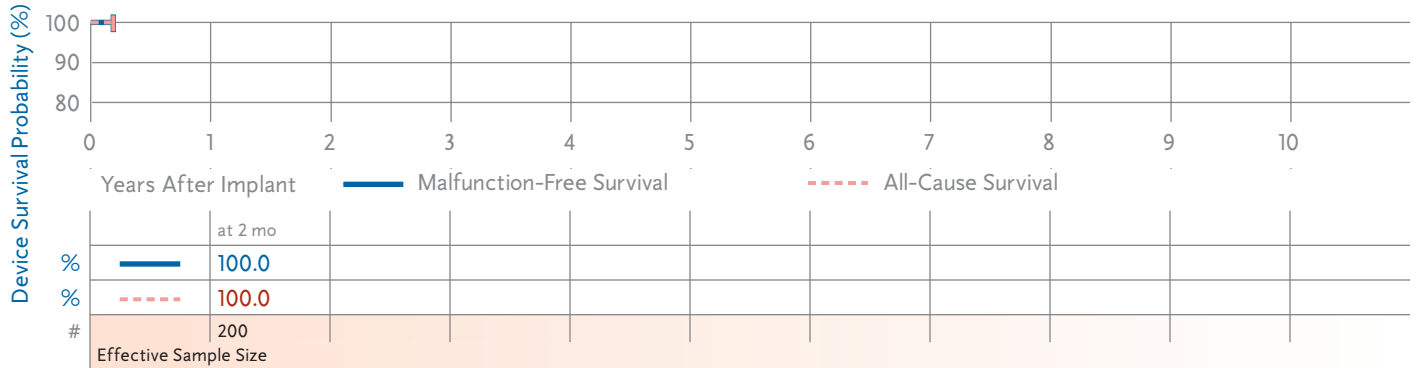 Device Survival Probability (%)
100
90
80
0 1 2 3 4 5 6 7 8 9 10
Years After Implant Malfunction-Free Survival All-Cause Survival
at 2 mo
% 100.0
% 100.0
# 200
Effective Sample Size